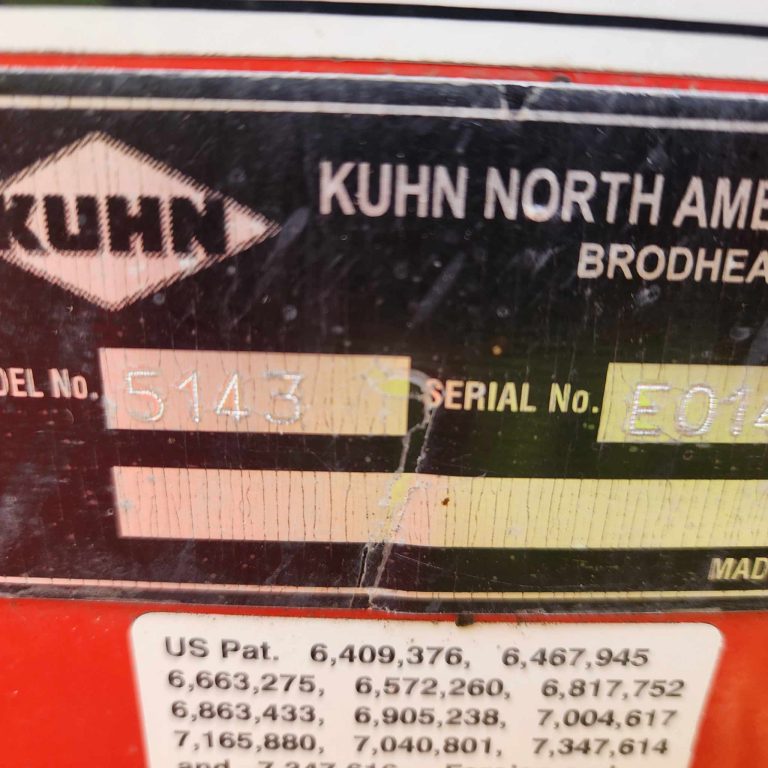 KUHN
KUHN NORTH AME
BRODHEA
DEL No. 5143 SERIAL No. E014
MAD
US Pat. 6,409,376, 6,467,945
6,663,275, 6,572,260, 6,817,752
6,863,433, 6,905,238, 7,004,617
7,165,880, 7,040,801, 7,347,614
and